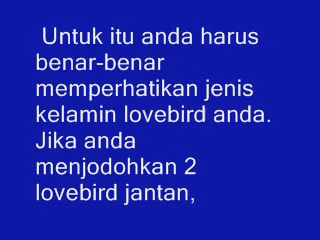 Untuk itu anda harus
benar-benar
memperhatikan jenis
kelamin lovebird anda.
Jika anda
menjodohkan 2
lovebird jantan,